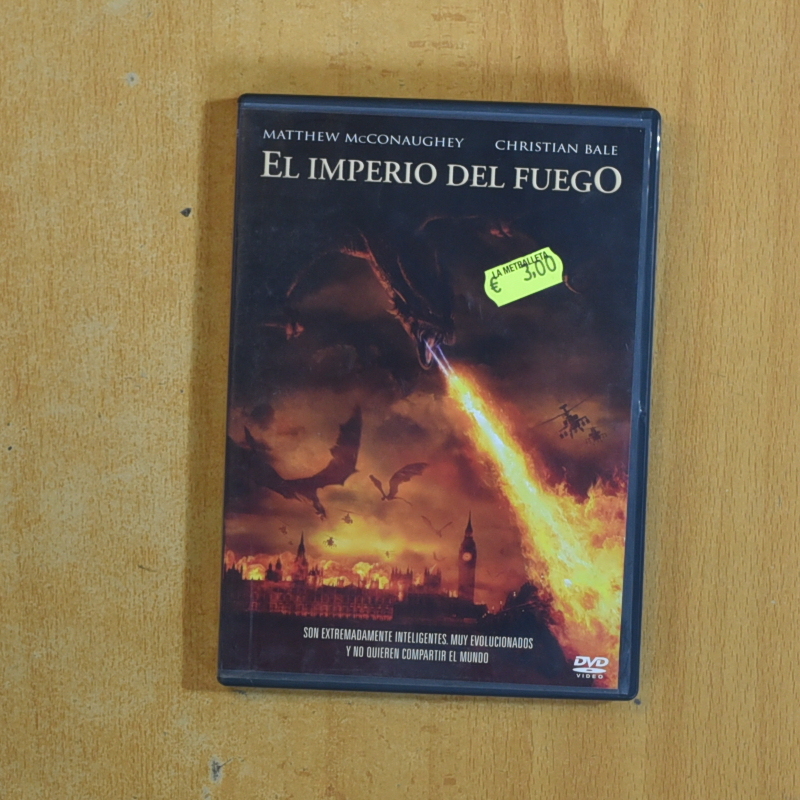 MATTHEW McCONAUGHEY CHRISTIAN BALE
EL IMPERIO DEL FUEGO
LA METRALLETA
€ 3,00
SON EXTREMADAMENTE INTELIGENTES, MUY EVOLUCIONADOS
Y NO QUIEREN COMPARTIR EL MUNDO
DVD
VIDEO